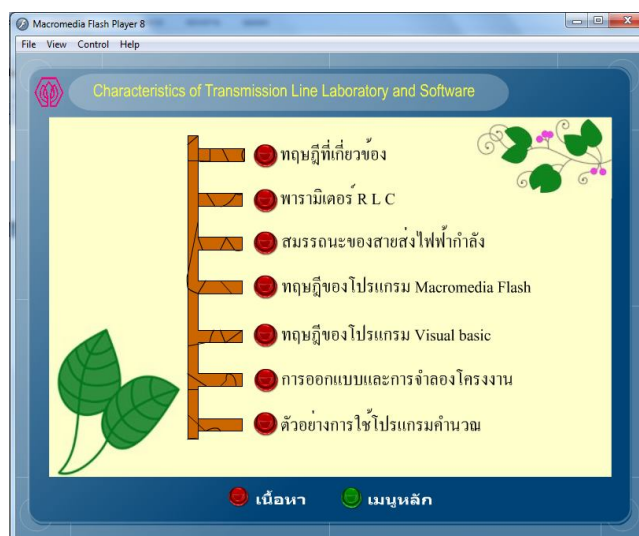 Macromedia Flash Player 8
File View Control Help
Characteristics of Transmission Line Laboratory and Software
ทฤษฎีที่เกี่ยวข้อง
พารามิเตอร์ R L C
สมรรถนะของสายส่งไฟฟ้ากำลัง
ทฤษฎีของโปรแกรม Macromedia Flash
ทฤษฎีของโปรแกรม Visual basic
การออกแบบและการจำลองโครงงาน
ตัวอย่างการใช้โปรแกรมคำนวณ
เนื้อหา เมนูหลัก